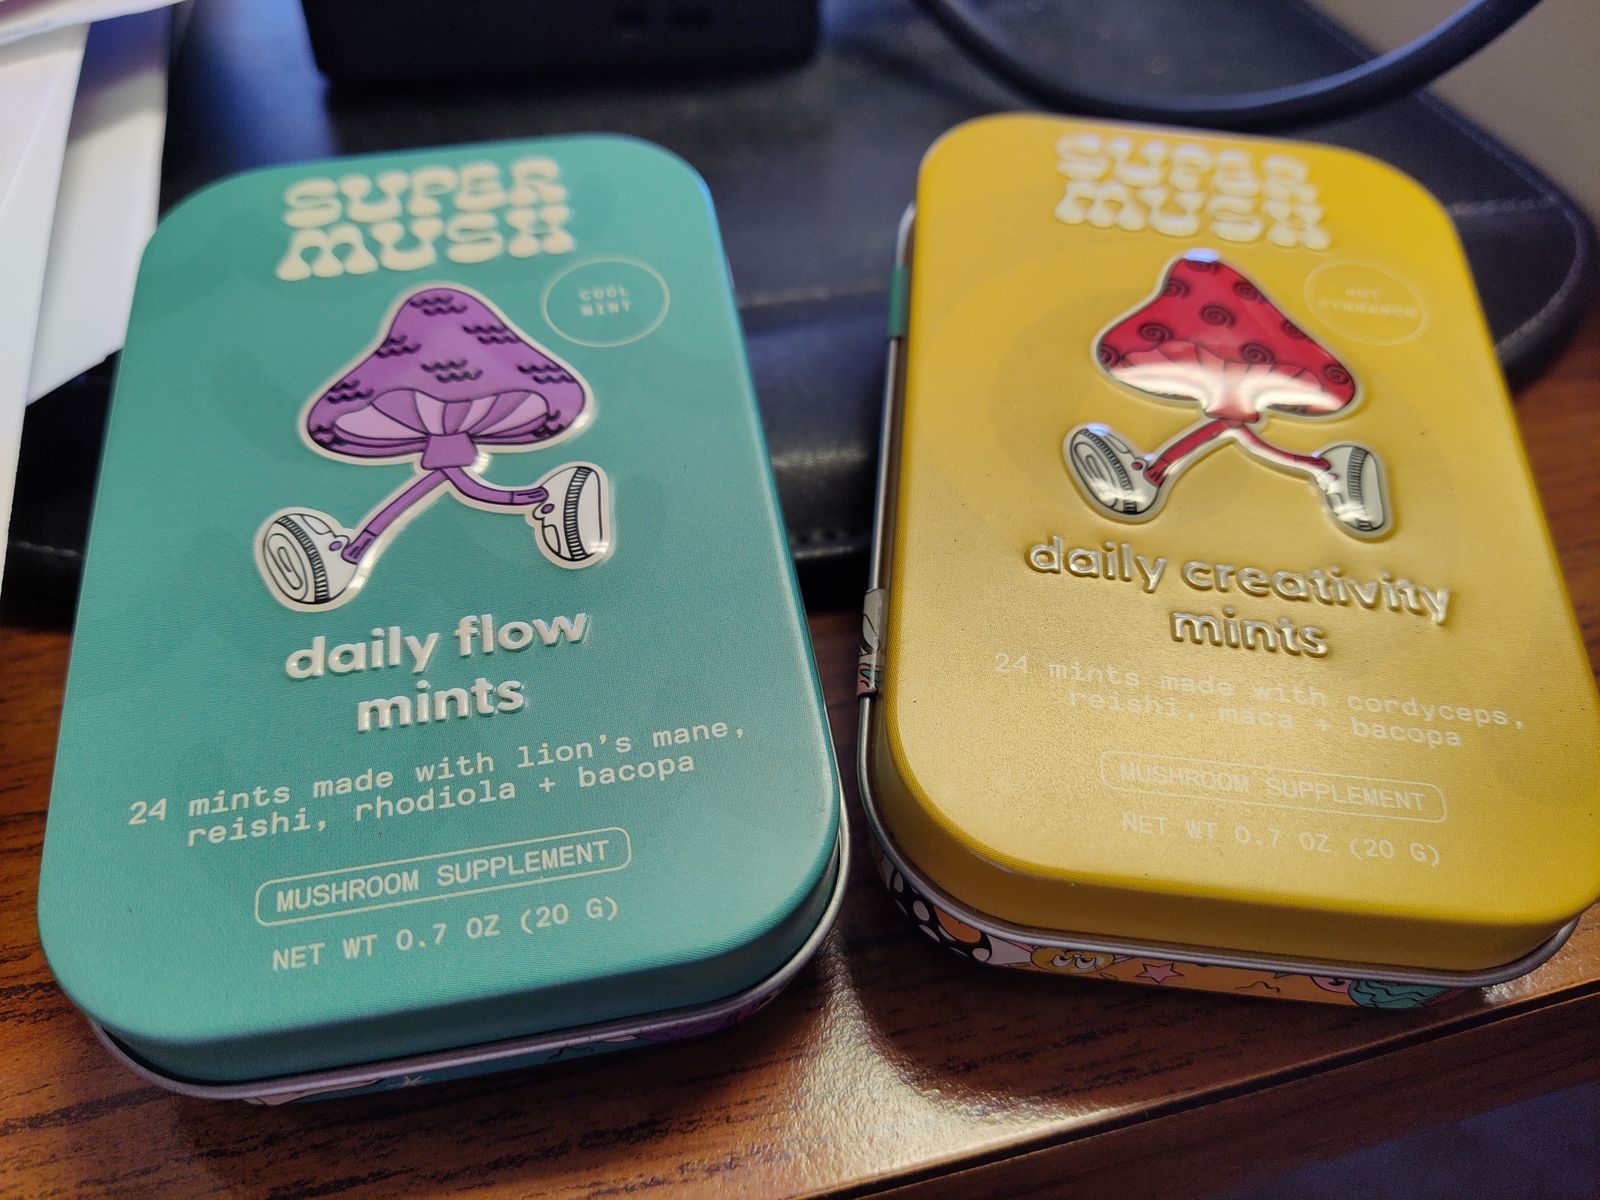 SUPER
MUSH
COOL
MINT
daily flow
mints
24 mints made with lion's mane,
reishi, rhodiola + bacopa
MUSHROOM SUPPLEMENT
NET WT 0.7 OZ (20 G)
SUPER
MUSH
HOT
CINNAMON
daily creativity
mints
24 mints made with cordyceps,
reishi, maca + bacopa
MUSHROOM SUPPLEMENT
NET WT 0.7 OZ (20 G)